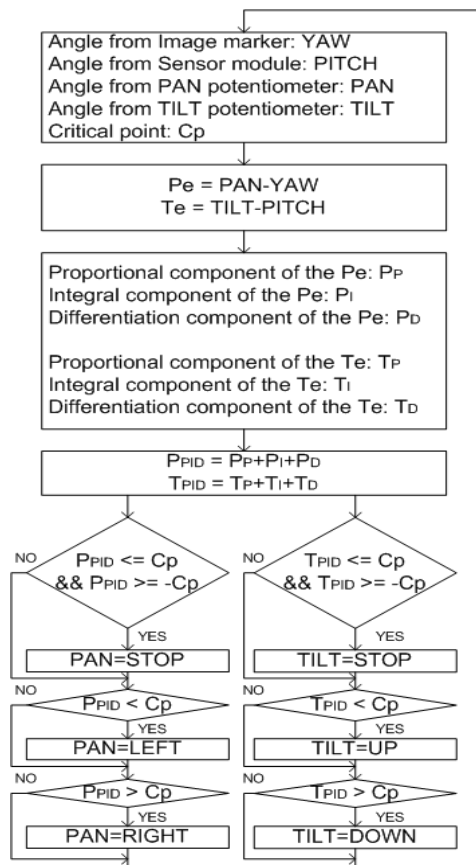 Angle from Image marker: YAW
Angle from Sensor module: PITCH
Angle from PAN potentiometer: PAN
Angle from TILT potentiometer: TILT
Critical point: Cp
Pe = PAN-YAW
Te = TILT-PITCH
Proportional component of the Pe: PP
Integral component of the Pe: PI
Differentiation component of the Pe: PD
Proportional component of the Te: TP
Integral component of the Te: TI
Differentiation component of the Te: TD
PPID = PP+PI+PD
TPID = TP+TI+TD
NO
PPID <= Cp
&& PPID >= -Cp
YES
PAN=STOP
NO
PPID < Cp
YES
PAN=LEFT
NO
PPID > Cp
YES
PAN=RIGHT
NO
TPID <= Cp
&& TPID >= -Cp
YES
TILT=STOP
NO
TPID < Cp
YES
TILT=UP
NO
TPID > Cp
YES
TILT=DOWN